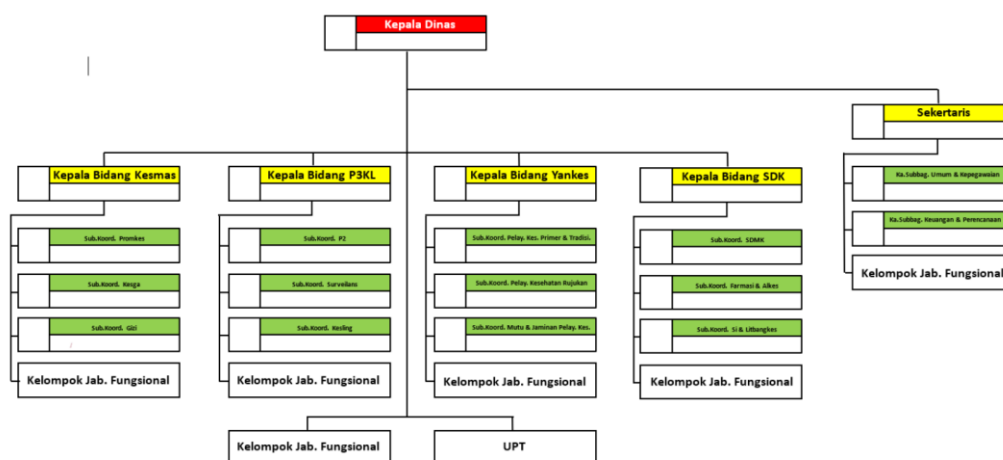 Kepala Dinas
Sekertaris
Ka.Subbag. Umum & Kepegawaian
Ka.Subbag. Keuangan & Perencanaan
Kelompok Jab. Fungsional
Kepala Bidang Kesmas
Sub.Koord. Promkes
Sub.Koord. Kesga
Sub.Koord. Gizi
Kelompok Jab. Fungsional
Kepala Bidang P3KL
Sub.Koord. P2
Sub.Koord. Surveilans
Sub.Koord. Kesling
Kelompok Jab. Fungsional
Kepala Bidang Yankes
Sub.Koord. Pelay. Kes. Primer & Tradisi.
Sub.Koord. Pelay. Kesehatan Rujukan
Sub.Koord. Mutu & Jaminan Pelay. Kes.
Kelompok Jab. Fungsional
Kepala Bidang SDK
Sub.Koord. SDMK
Sub.Koord. Farmasi & Alkes
Sub.Koord. Si & Litbangkes
Kelompok Jab. Fungsional
Kelompok Jab. Fungsional
UPT